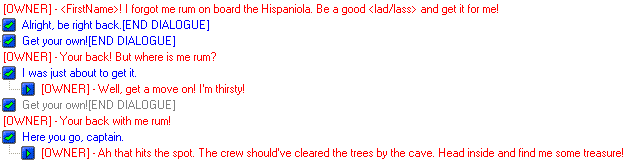 [OWNER] - <FirstName>! I forgot me rum on board the Hispaniola. Be a good <lad/lass> and get it for me!
Alright, be right back.[END DIALOGUE]
Get your own![END DIALOGUE]
[OWNER] - Your back! But where is me rum?
I was just about to get it.
[OWNER] - Well, get a move on! I'm thirsty!
Get your own![END DIALOGUE]
[OWNER] - Your back with me rum!
Here you go, captain.
[OWNER] - Ah that hits the spot. The crew should've cleared the trees by the cave. Head inside and find me some treasure!